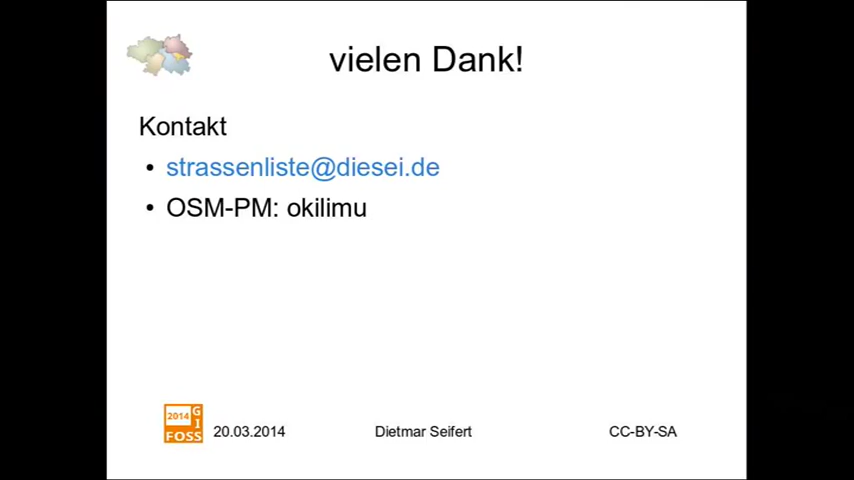 vielen Dank!
Kontakt
• strassenliste@diesei.de
• OSM-PM: okilimu
2014 GI
FOSS
20.03.2014 Dietmar Seifert CC-BY-SA